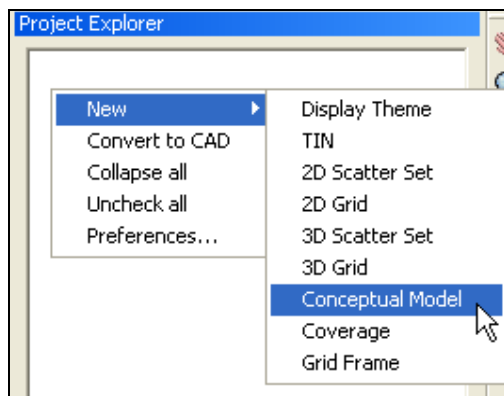 Project Explorer
New
Convert to CAD
Collapse all
Uncheck all
Preferences...
Display Theme
TIN
2D Scatter Set
2D Grid
3D Scatter Set
3D Grid
Conceptual Model
Coverage
Grid Frame